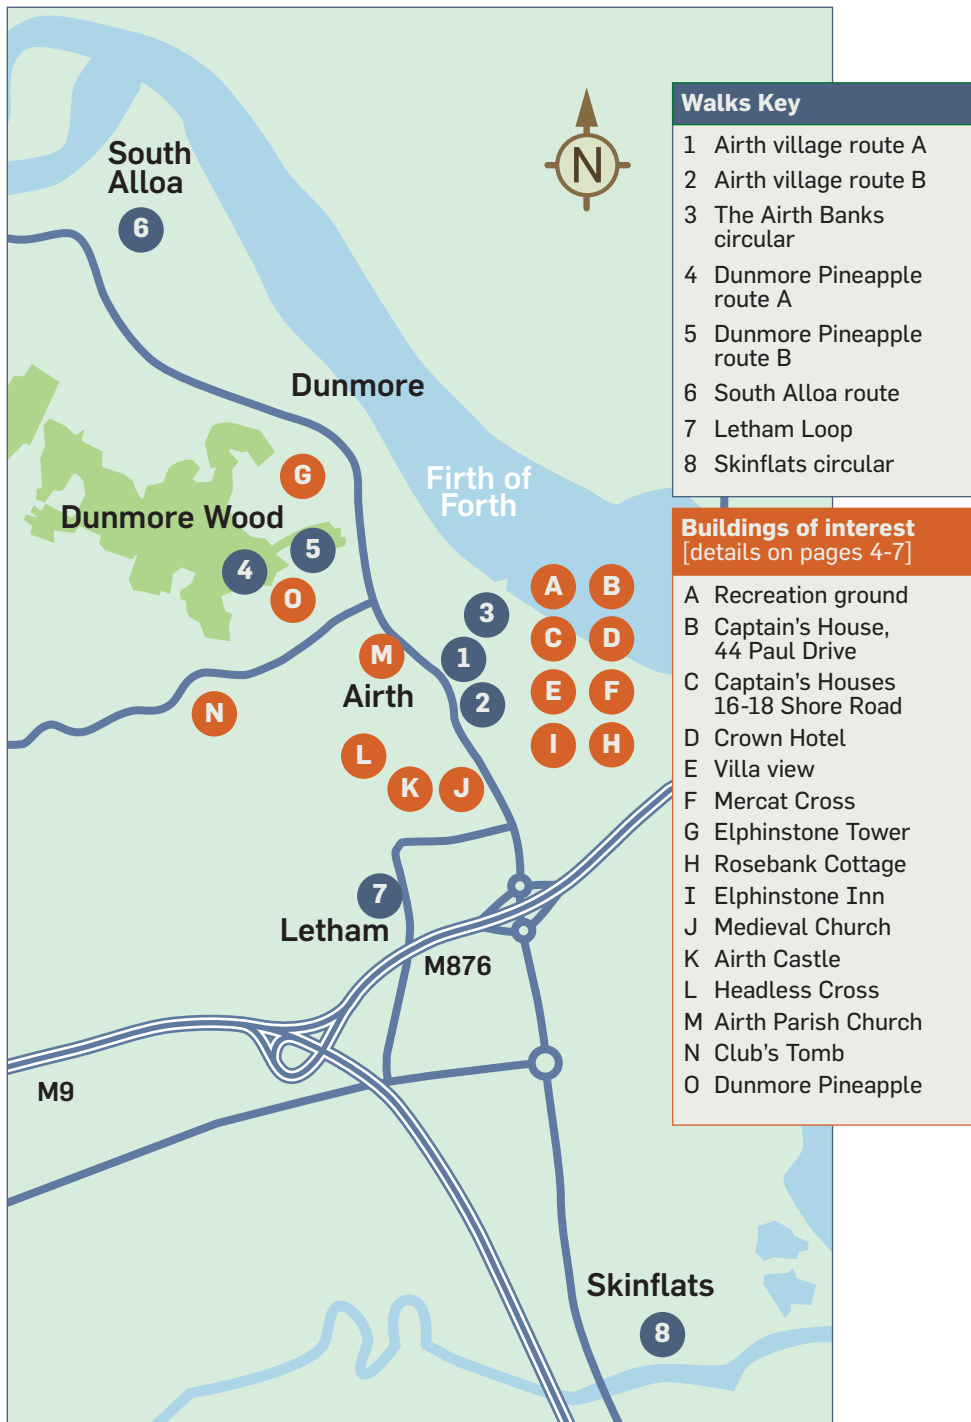 South
Alloa
6
N
Dunmore
G
Firth of
Forth
Dunmore Wood
5
4
O
3
A
B
M
1
C
D
Airth
2
E
F
N
L
I
H
K
J
7
Letham
M876
M9
Skinflats
8
Walks Key
1 Airth village route A
2 Airth village route B
3 The Airth Banks
circular
4 Dunmore Pineapple
route A
5 Dunmore Pineapple
route B
6 South Alloa route
7 Letham Loop
8 Skinflats circular
Buildings of interest
[details on pages 4-7]
A Recreation ground
B Captain's House,
44 Paul Drive
C Captain's Houses
16-18 Shore Road
D Crown Hotel
E Villa view
F Mercat Cross
G Elphinstone Tower
H Rosebank Cottage
I Elphinstone Inn
J Medieval Church
K Airth Castle
L Headless Cross
M Airth Parish Church
N Club's Tomb
O Dunmore Pineapple